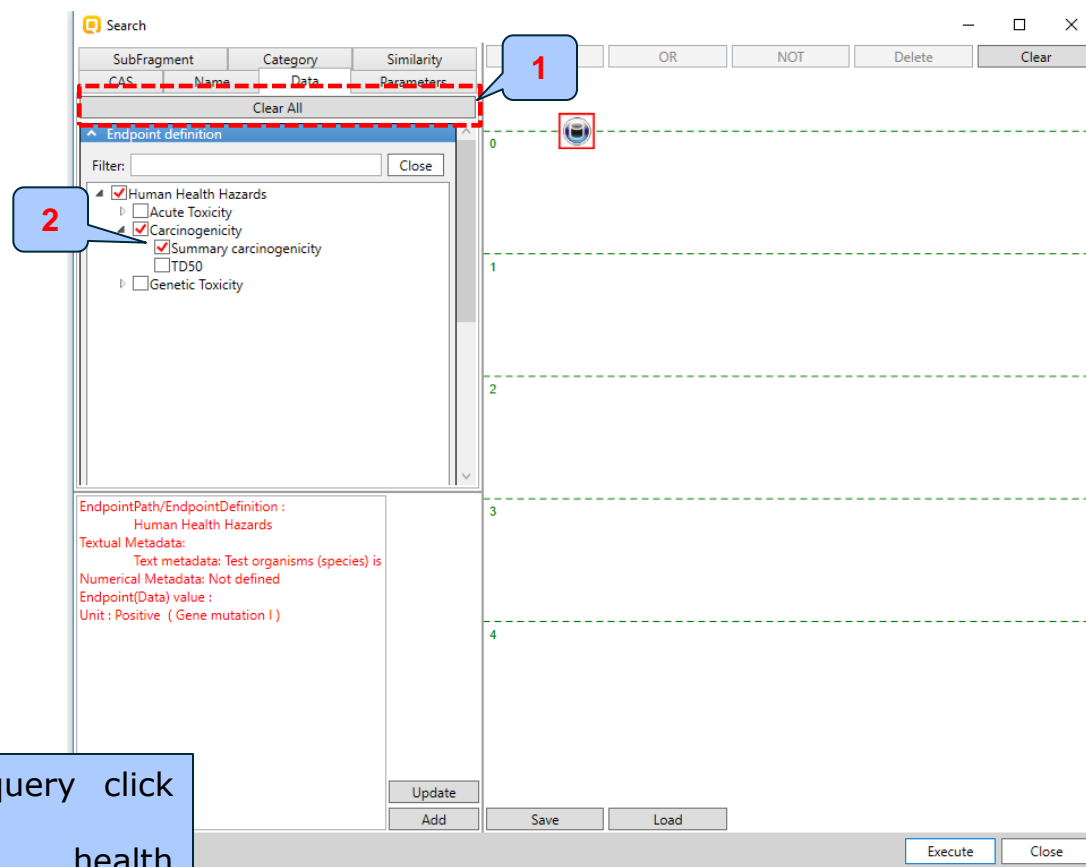 Search
SubFragment Category Similarity
CAS Name Data Parameters
Clear All
OR NOT Delete Clear
1
Endpoint definition
Filter: Close
Human Health Hazards
Acute Toxicity
Carcinogenicity
Summary carcinogenicity
TD50
Genetic Toxicity
2
0
1
2
3
4
EndpointPath/EndpointDefinition :
Human Health Hazards
Textual Metadata:
Text metadata: Test organisms (species) is
Numerical Metadata: Not defined
Endpoint(Data) value :
Unit : Positive ( Gene mutation I )
Update
Add
Save Load
query click
health
Execute Close